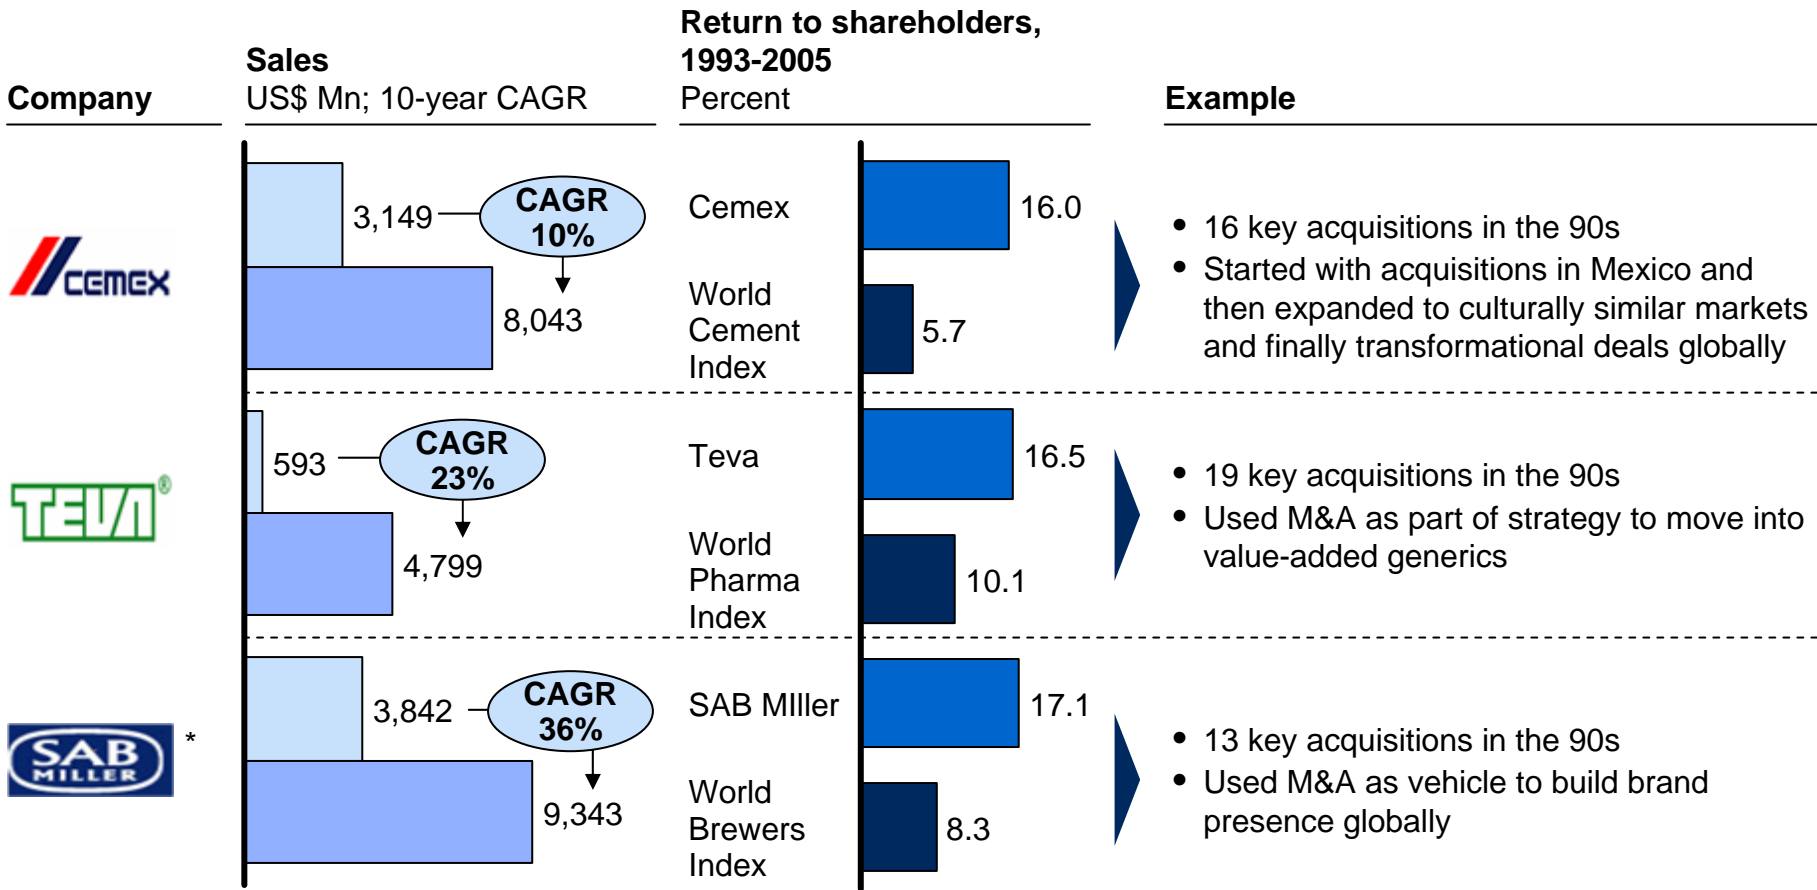 Company
Sales
US$ Mn; 10-year CAGR
Return to shareholders,
1993-2005
Percent
Example
CEMEX
3,149
CAGR
10%
8,043
Cemex
16.0
World
Cement
Index
5.7
• 16 key acquisitions in the 90s
• Started with acquisitions in Mexico and
then expanded to culturally similar markets
and finally transformational deals globally
TEVA®
593
CAGR
23%
4,799
Teva
16.5
World
Pharma
Index
10.1
• 19 key acquisitions in the 90s
• Used M&A as part of strategy to move into
value-added generics
SAB
MILLER
*
3,842
CAGR
36%
9,343
SAB MIller
17.1
World
Brewers
Index
8.3
• 13 key acquisitions in the 90s
• Used M&A as vehicle to build brand
presence globally